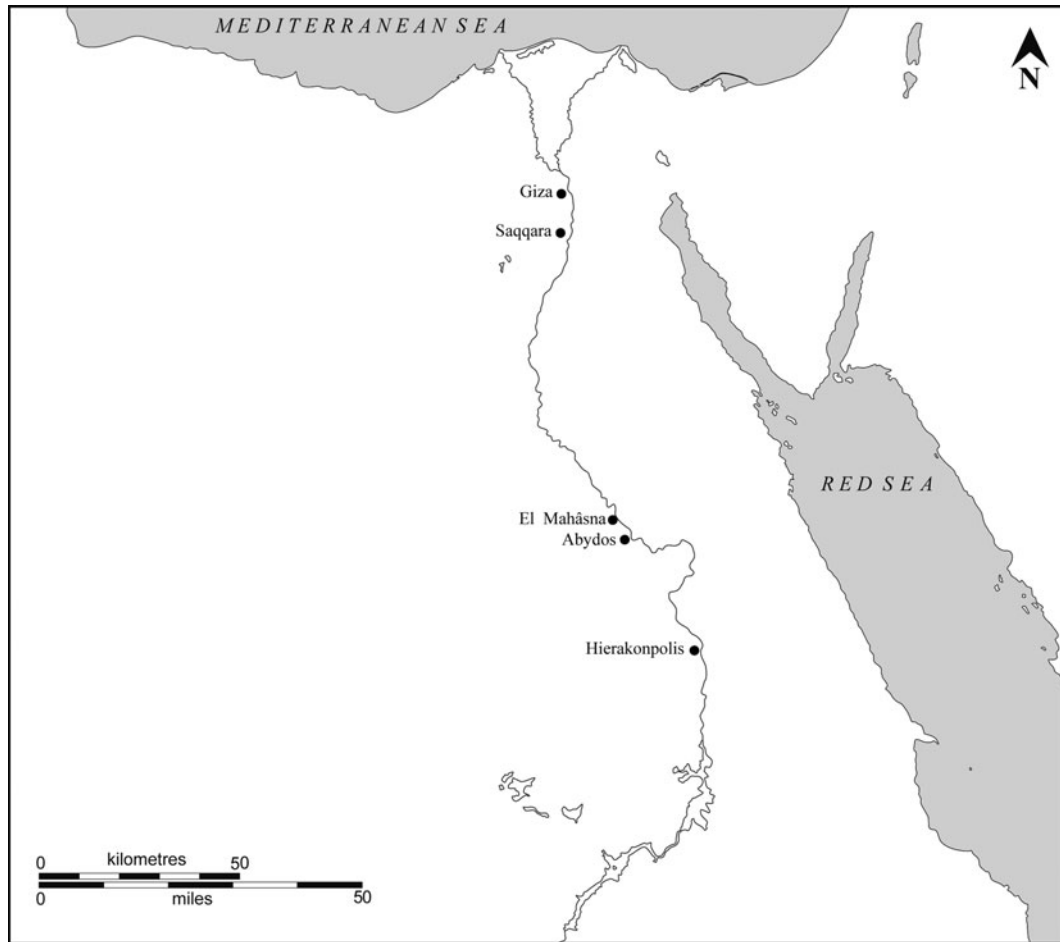 MEDITERRANEAN SEA
N
Giza
Saqqara
RED SEA
El Mahâsna
Abydos
Hierakonpolis
0 kilometres 50
0 miles 50